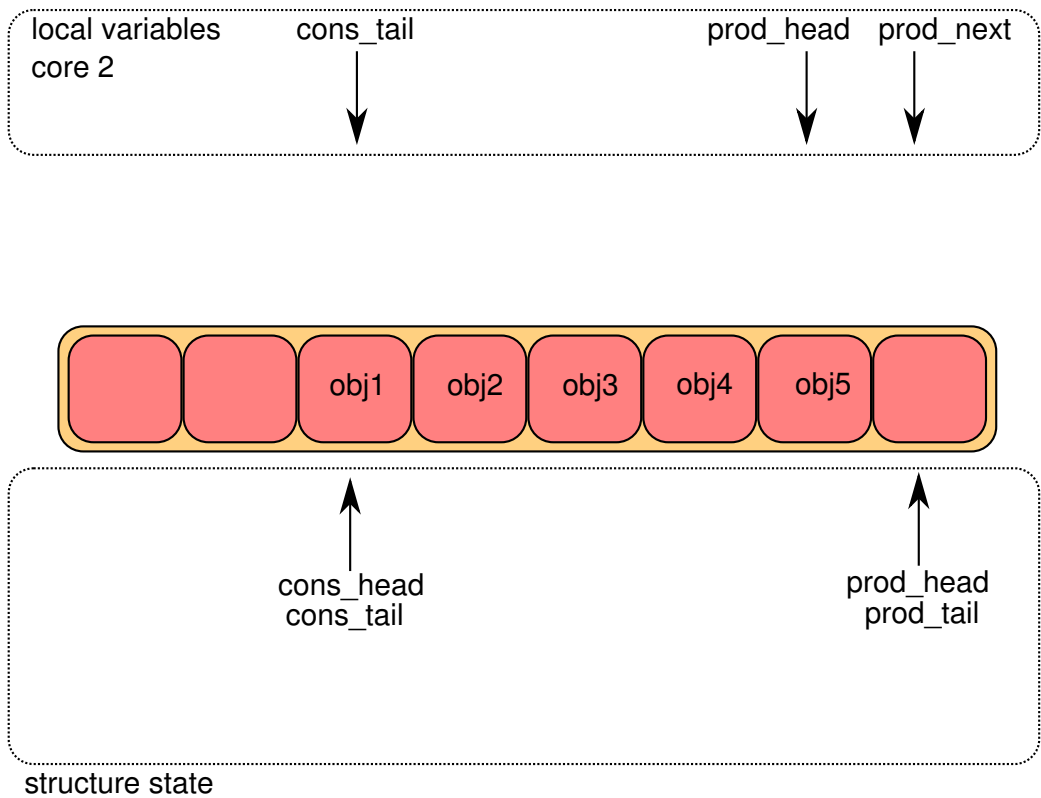 local variables cons_tail prod_head prod_next
core 2
obj1 obj2 obj3 obj4 obj5
cons_head prod_head
cons_tail prod_tail
structure state